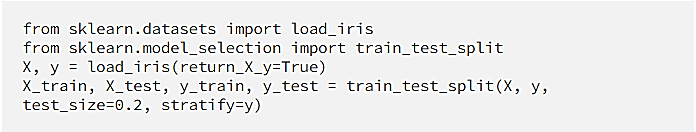 from sklearn.datasets import load_iris
from sklearn.model_selection import train_test_split
X, y = load_iris(return_X_y=True)
X_train, X_test, y_train, y_test = train_test_split(X, y,
test_size=0.2, stratify=y)